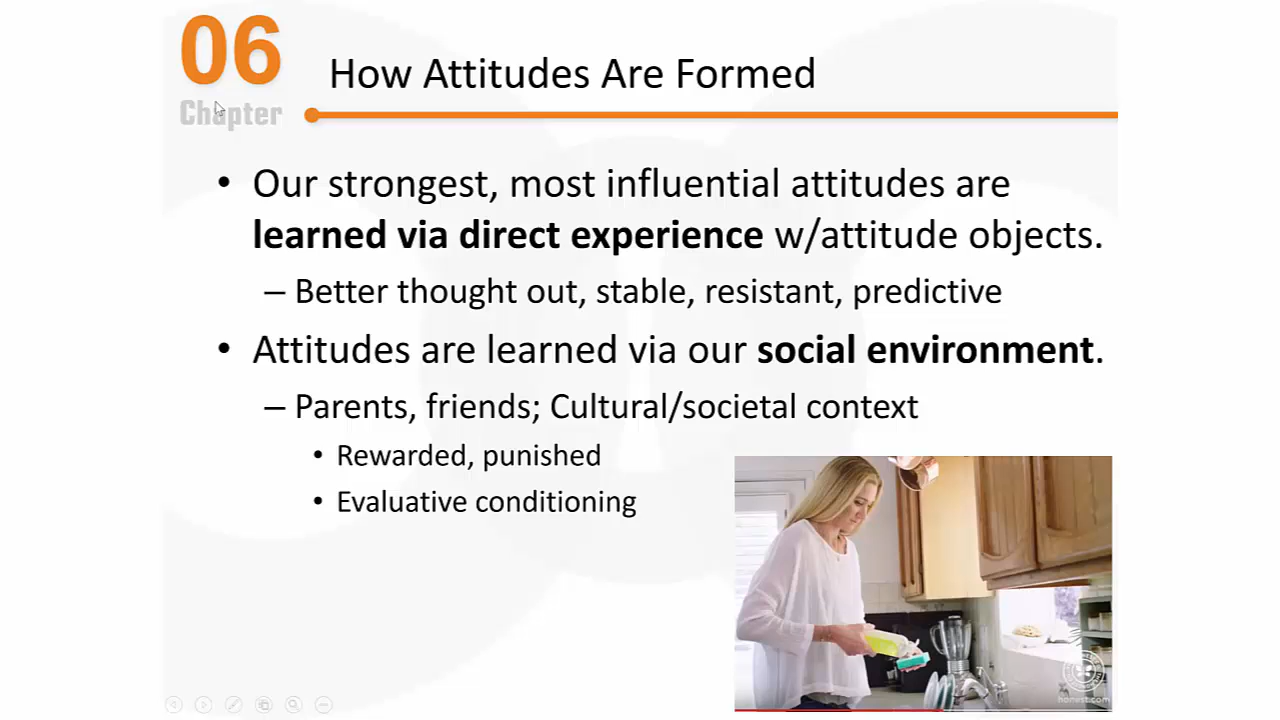 06
Chapter
How Attitudes Are Formed
• Our strongest, most influential attitudes are
learned via direct experience w/attitude objects.
– Better thought out, stable, resistant, predictive
• Attitudes are learned via our social environment.
– Parents, friends; Cultural/societal context
• Rewarded, punished
• Evaluative conditioning
honest.com